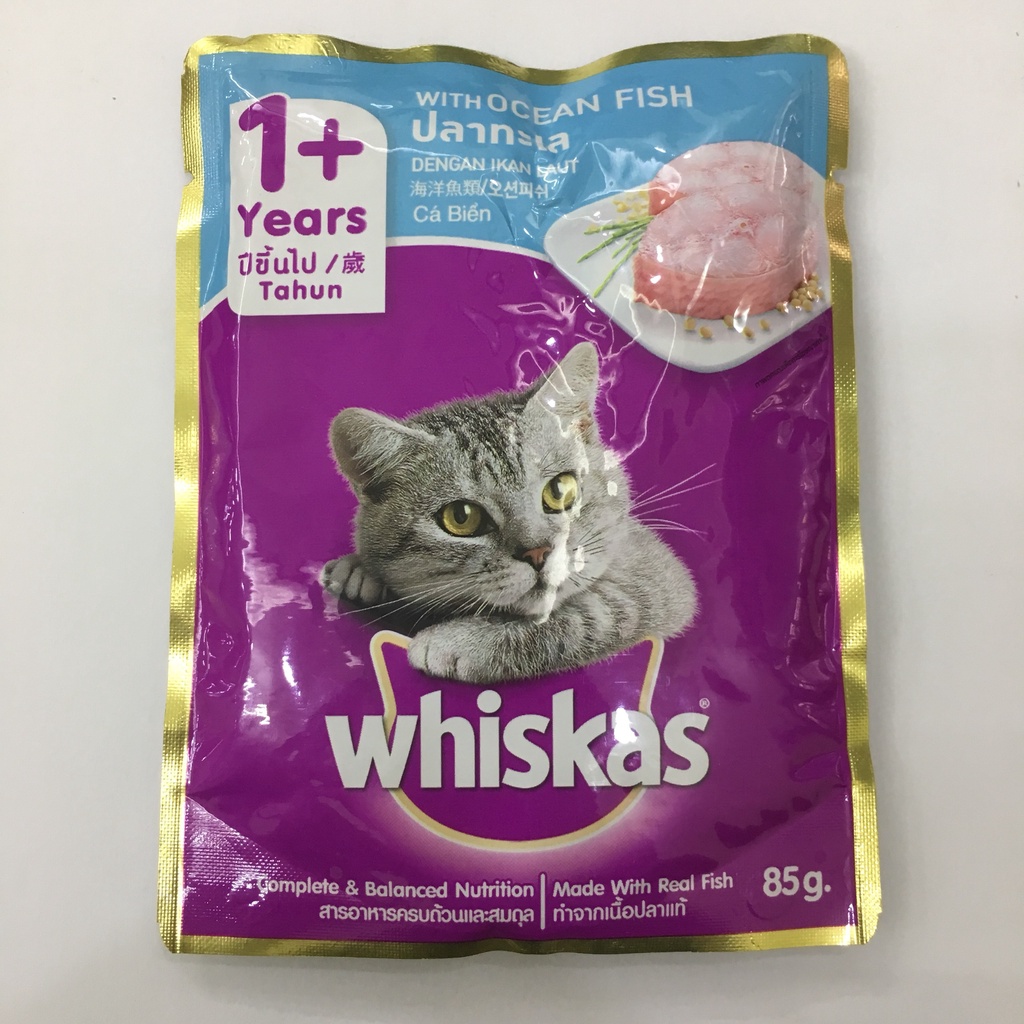 1+
Years
ปีขึ้นไป / 歲
Tahun
WITH OCEAN FISH
ปลาทะเล
DENGAN IKAN LAUT
海洋魚類/오션피쉬
Cá Biển
whiskas®
Complete & Balanced Nutrition
สารอาหารครบถ้วนและสมดุล
Made With Real Fish
ทำจากเนื้อปลาแท้
85g.